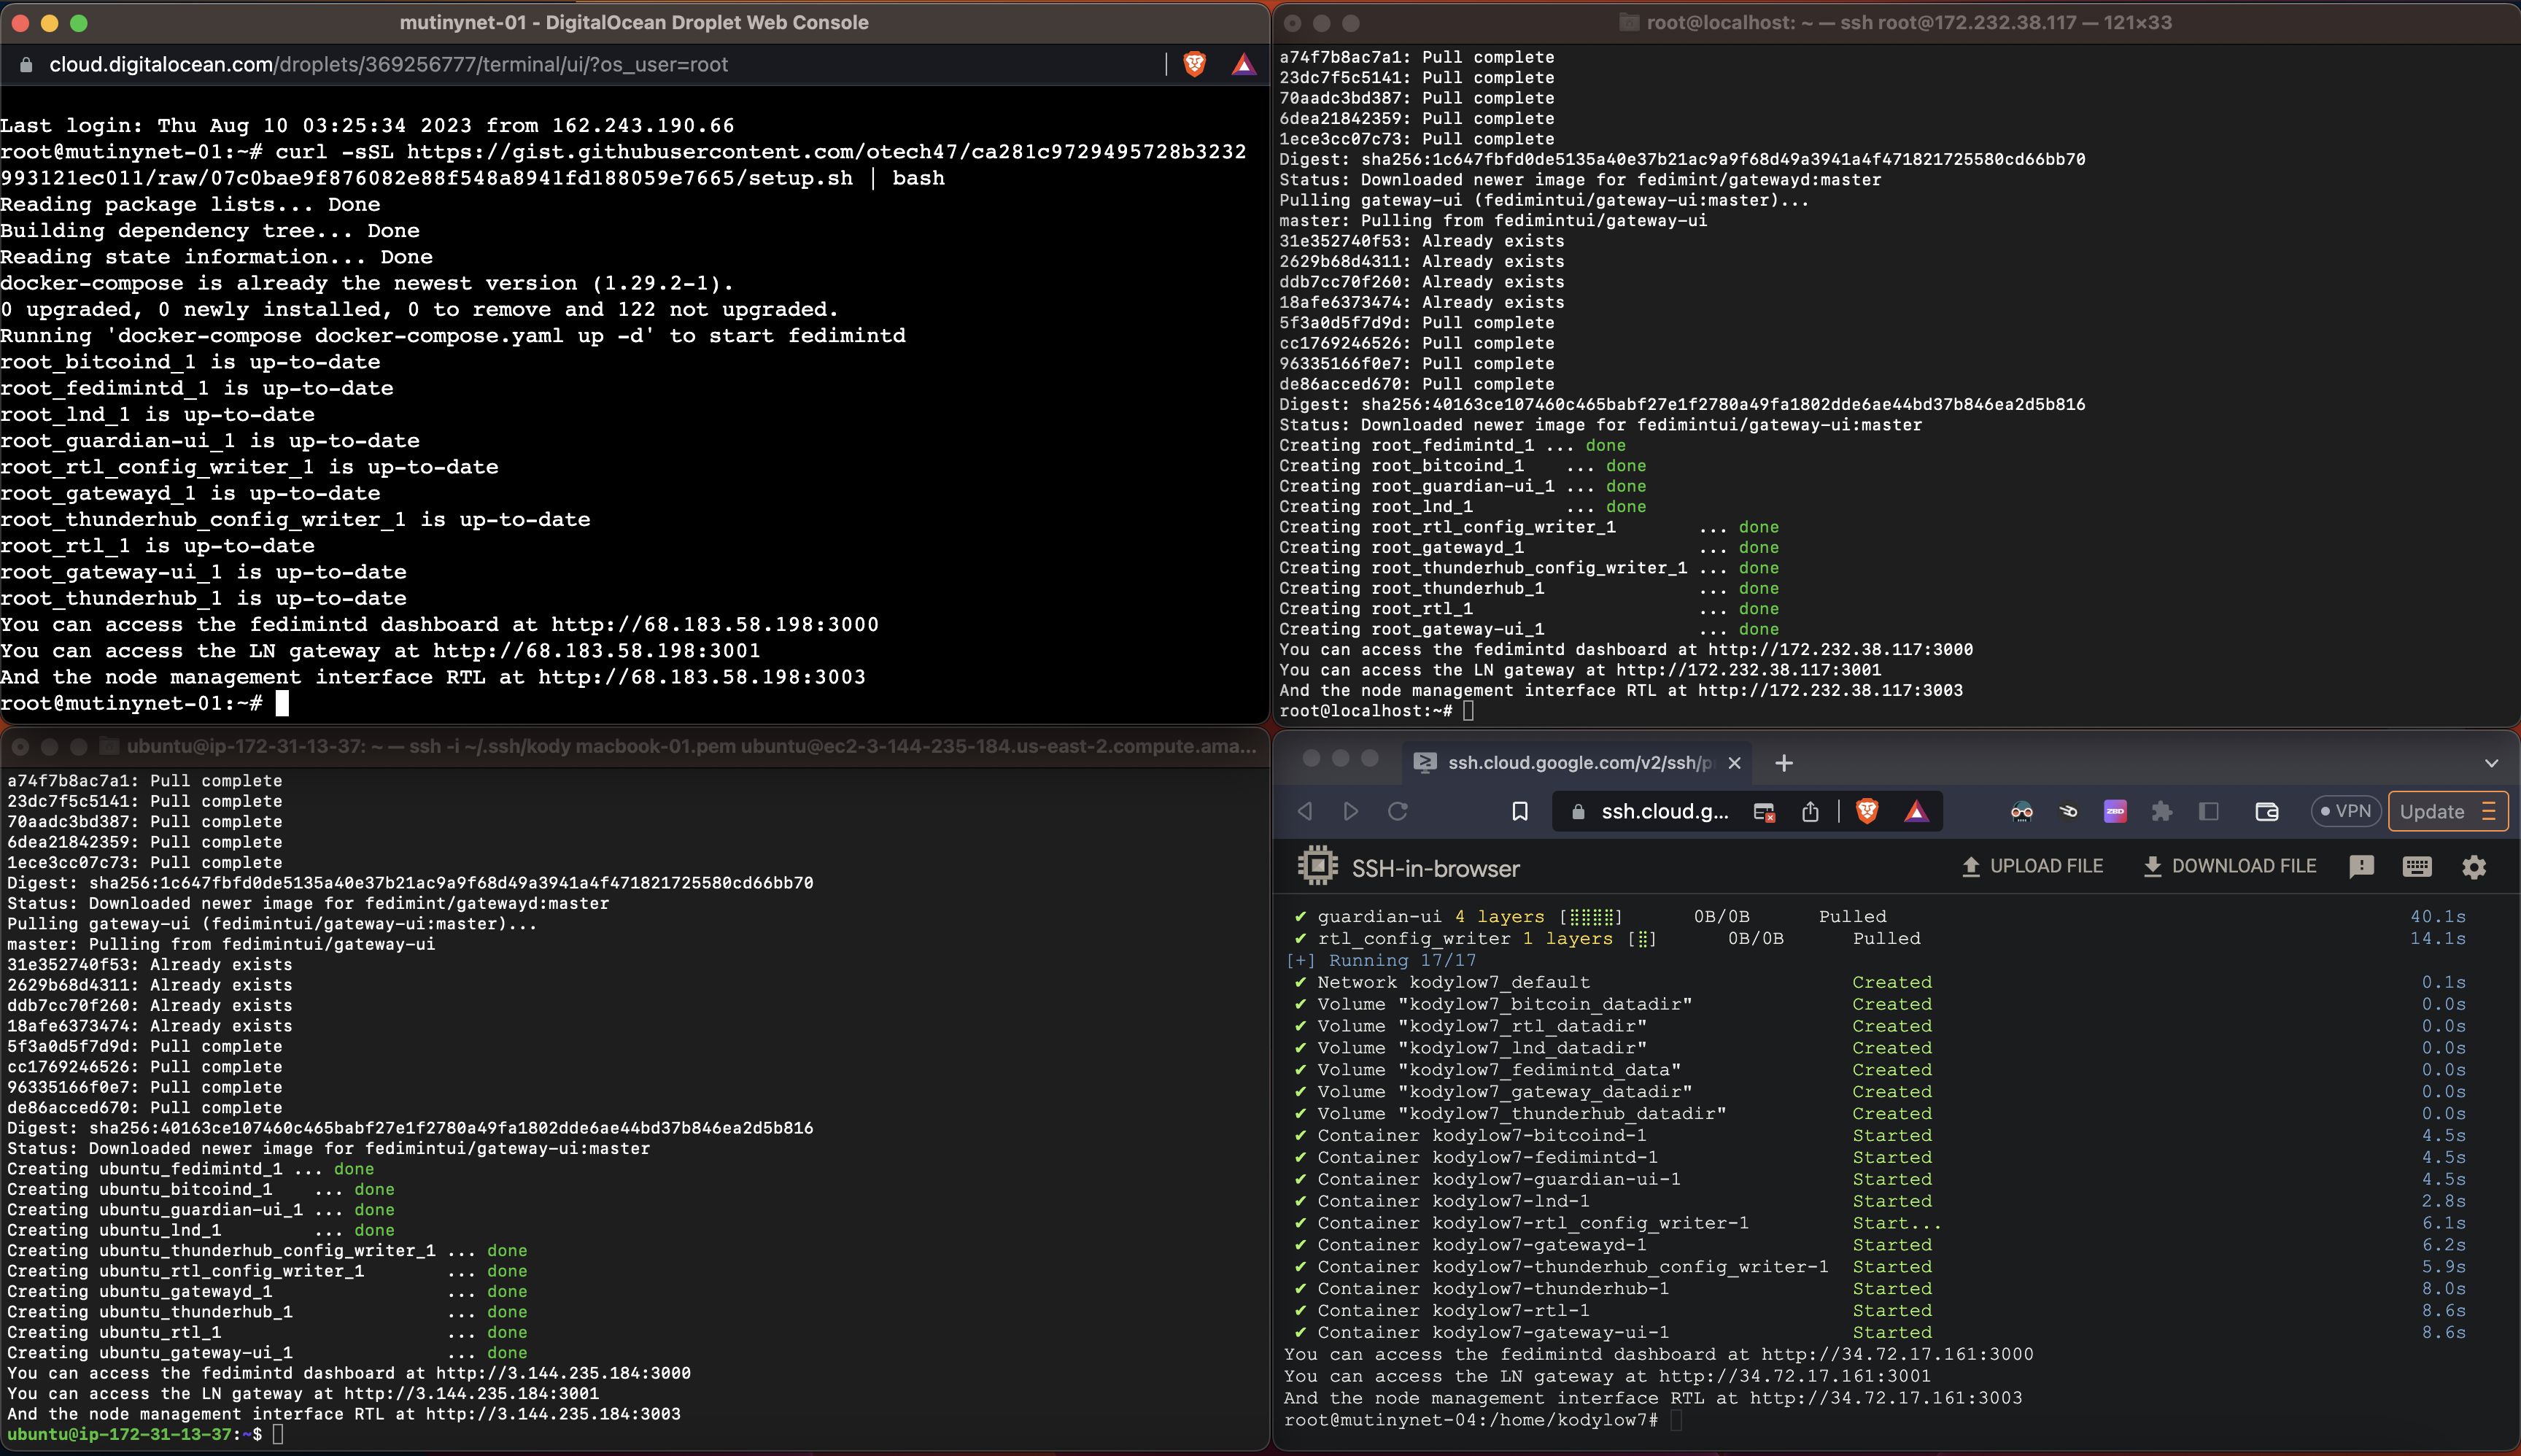 mutinynet-01 - DigitalOcean Droplet Web Console
cloud.digitalocean.com/droplets/369256777/terminal/ui/?os_user=root
Last login: Thu Aug 10 03:25:34 2023 from 162.243.190.66
root@mutinynet-01:~# curl -sSL https://gist.githubusercontent.com/otech47/ca281c9729495728b3232
993121ec011/raw/07c0bae9f876082e88f548a8941fd188059e7665/setup.sh | bash
Reading package lists... Done
Building dependency tree... Done
Reading state information... Done
docker-compose is already the newest version (1.29.2-1).
0 upgraded, 0 newly installed, 0 to remove and 122 not upgraded.
Running 'docker-compose docker-compose.yaml up -d' to start fedimintd
root_bitcoind_1 is up-to-date
root_fedimintd_1 is up-to-date
root_lnd_1 is up-to-date
root_guardian-ui_1 is up-to-date
root_rtl_config_writer_1 is up-to-date
root_gatewayd_1 is up-to-date
root_thunderhub_config_writer_1 is up-to-date
root_rtl_1 is up-to-date
root_gateway-ui_1 is up-to-date
root_thunderhub_1 is up-to-date
You can access the fedimintd dashboard at http://68.183.58.198:3000
You can access the LN gateway at http://68.183.58.198:3001
And the node management interface RTL at http://68.183.58.198:3003
root@mutinynet-01:~#
root@localhost: ~ — ssh root@172.232.38.117 — 121×33
a74f7b8ac7a1: Pull complete
23dc7f5c5141: Pull complete
70aadc3bd387: Pull complete
6dea21842359: Pull complete
1ece3cc07c73: Pull complete
Digest: sha256:1c647fbfd0de5135a40e37b21ac9a9f68d49a3941a4f471821725580cd66bb70
Status: Downloaded newer image for fedimint/gatewayd:master
Pulling gateway-ui (fedimintui/gateway-ui:master)...
master: Pulling from fedimintui/gateway-ui
31e352740f53: Already exists
2629b68d4311: Already exists
ddb7cc70f260: Already exists
18afe6373474: Already exists
5f3a0d5f7d9d: Pull complete
cc1769246526: Pull complete
96335166f0e7: Pull complete
de86acced670: Pull complete
Digest: sha256:40163ce107460c465babf27e1f2780a49fa1802dde6ae44bd37b846ea2d5b816
Status: Downloaded newer image for fedimintui/gateway-ui:master
Creating root_fedimintd_1 ... done
Creating root_bitcoind_1 ... done
Creating root_guardian-ui_1 ... done
Creating root_lnd_1 ... done
Creating root_rtl_config_writer_1 ... done
Creating root_gatewayd_1 ... done
Creating root_thunderhub_config_writer_1 ... done
Creating root_thunderhub_1 ... done
Creating root_rtl_1 ... done
Creating root_gateway-ui_1 ... done
You can access the fedimintd dashboard at http://172.232.38.117:3000
You can access the LN gateway at http://172.232.38.117:3001
And the node management interface RTL at http://172.232.38.117:3003
root@localhost:~#
ubuntu@ip-172-31-13-37: ~ — ssh -i ~/.ssh/kody macbook-01.pem ubuntu@ec2-3-144-235-184.us-east-2.compute.ama...
a74f7b8ac7a1: Pull complete
23dc7f5c5141: Pull complete
70aadc3bd387: Pull complete
6dea21842359: Pull complete
1ece3cc07c73: Pull complete
Digest: sha256:1c647fbfd0de5135a40e37b21ac9a9f68d49a3941a4f471821725580cd66bb70
Status: Downloaded newer image for fedimint/gatewayd:master
Pulling gateway-ui (fedimintui/gateway-ui:master)...
master: Pulling from fedimintui/gateway-ui
31e352740f53: Already exists
2629b68d4311: Already exists
ddb7cc70f260: Already exists
18afe6373474: Already exists
5f3a0d5f7d9d: Pull complete
cc1769246526: Pull complete
96335166f0e7: Pull complete
de86acced670: Pull complete
Digest: sha256:40163ce107460c465babf27e1f2780a49fa1802dde6ae44bd37b846ea2d5b816
Status: Downloaded newer image for fedimintui/gateway-ui:master
Creating ubuntu_fedimintd_1 ... done
Creating ubuntu_bitcoind_1 ... done
Creating ubuntu_guardian-ui_1 ... done
Creating ubuntu_lnd_1 ... done
Creating ubuntu_thunderhub_config_writer_1 ... done
Creating ubuntu_rtl_config_writer_1 ... done
Creating ubuntu_gatewayd_1 ... done
Creating ubuntu_thunderhub_1 ... done
Creating ubuntu_rtl_1 ... done
Creating ubuntu_gateway-ui_1 ... done
You can access the fedimintd dashboard at http://3.144.235.184:3000
You can access the LN gateway at http://3.144.235.184:3001
And the node management interface RTL at http://3.144.235.184:3003
ubuntu@ip-172-31-13-37:~$
ssh.cloud.google.com/v2/ssh/p
ssh.cloud.g... ZBD VPN Update
SSH-in-browser UPLOAD FILE DOWNLOAD FILE
✔ guardian-ui 4 layers [⣿⣿⣿⣿] 0B/0B Pulled 40.1s
✔ rtl_config_writer 1 layers [⣿] 0B/0B Pulled 14.1s
[+] Running 17/17
✔ Network kodylow7_default Created 0.1s
✔ Volume "kodylow7_bitcoin_datadir" Created 0.0s
✔ Volume "kodylow7_rtl_datadir" Created 0.0s
✔ Volume "kodylow7_lnd_datadir" Created 0.0s
✔ Volume "kodylow7_fedimintd_data" Created 0.0s
✔ Volume "kodylow7_gateway_datadir" Created 0.0s
✔ Volume "kodylow7_thunderhub_datadir" Created 0.0s
✔ Container kodylow7-bitcoind-1 Started 4.5s
✔ Container kodylow7-fedimintd-1 Started 4.5s
✔ Container kodylow7-guardian-ui-1 Started 4.5s
✔ Container kodylow7-lnd-1 Started 2.8s
✔ Container kodylow7-rtl_config_writer-1 Start... 6.1s
✔ Container kodylow7-gatewayd-1 Started 6.2s
✔ Container kodylow7-thunderhub_config_writer-1 Started 5.9s
✔ Container kodylow7-thunderhub-1 Started 8.0s
✔ Container kodylow7-rtl-1 Started 8.6s
✔ Container kodylow7-gateway-ui-1 Started 8.6s
You can access the fedimintd dashboard at http://34.72.17.161:3000
You can access the LN gateway at http://34.72.17.161:3001
And the node management interface RTL at http://34.72.17.161:3003
root@mutinynet-04:/home/kodylow7#